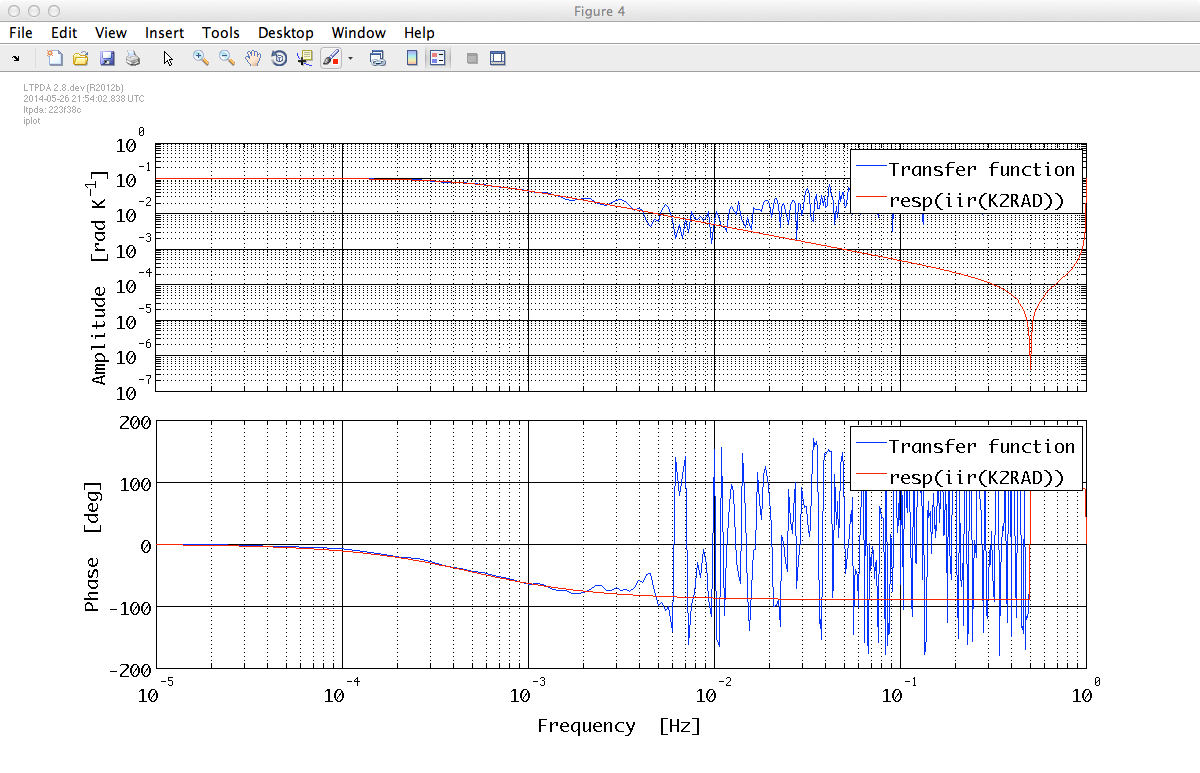 Figure 4
File Edit View Insert Tools Desktop Window Help
LTPDA 2.8.dev (R2012b)
2014-05-26 21:54:02.838 UTC
ltpda: 223f38c
iplot
10^0
10^-1
10^-2
10^-3
10^-4
10^-5
10^-6
10^-7
Amplitude [rad K^-1]
Transfer function
resp(iir(K2RAD))
200
100
0
-100
-200
Phase [deg]
Transfer function
resp(iir(K2RAD))
10^-5 10^-4 10^-3 10^-2 10^-1 10^0
Frequency [Hz]